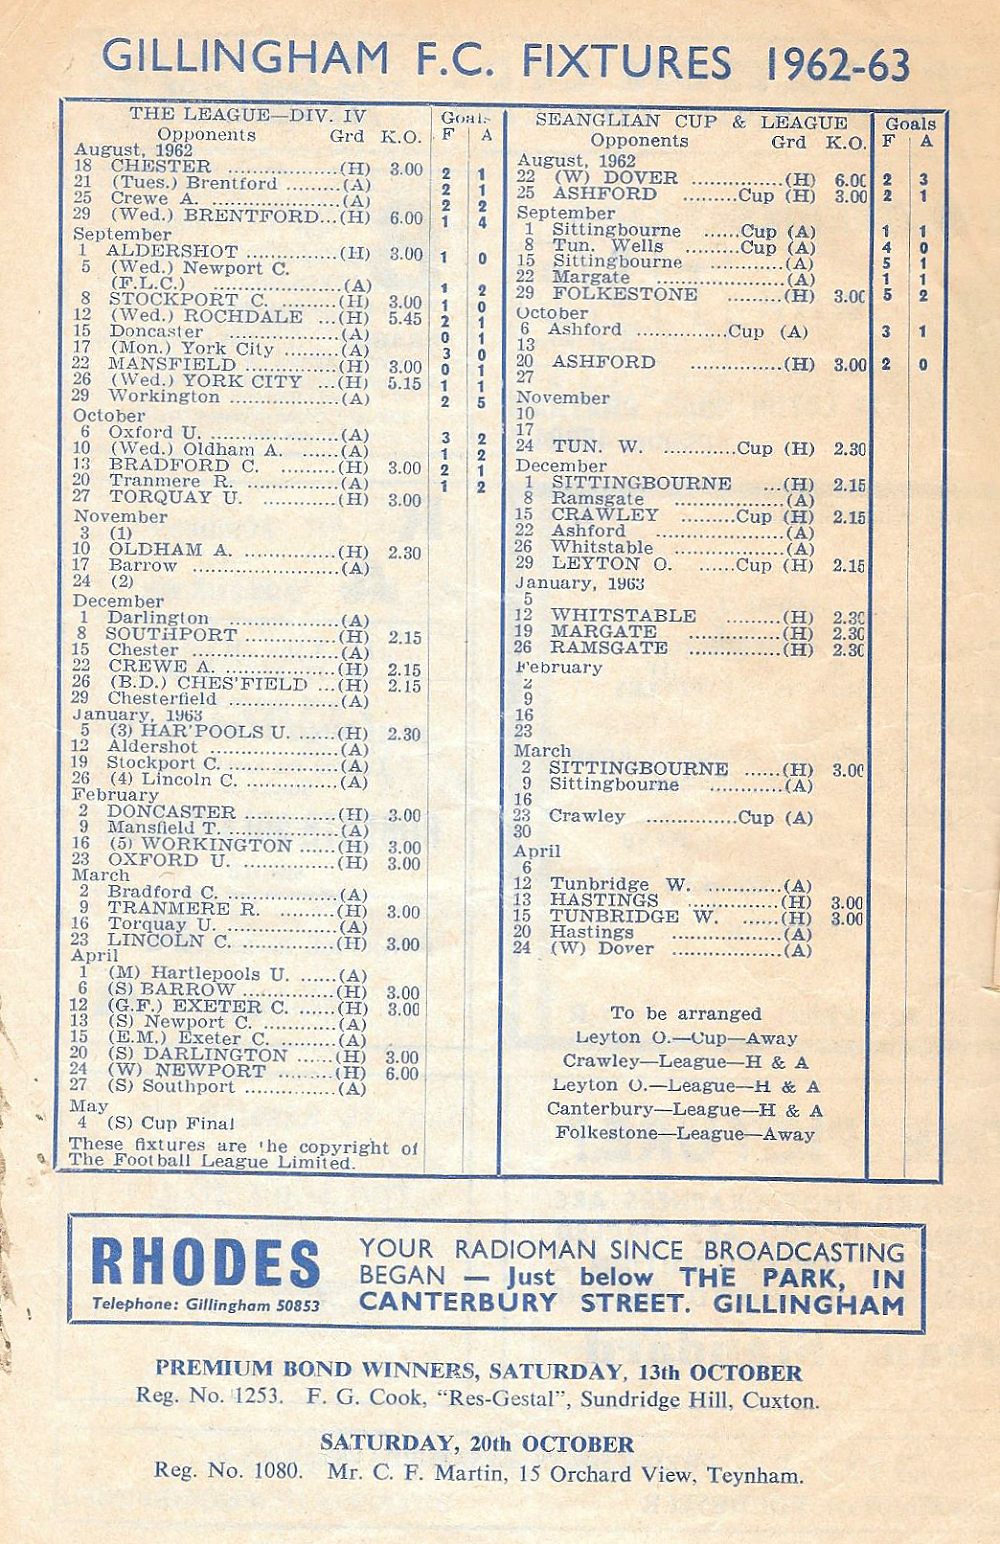 GILLINGHAM F.C. FIXTURES 1962-63
THE LEAGUE—DIV. IV Goals
Opponents Grd K.O. F A
August, 1962
18 CHESTER (H) 3.00 2 1
21 (Tues.) Brentford (A) 2 1
25 Crewe A. (A) 2 2
29 (Wed.) BRENTFORD (H) 6.00 1 4
September
1 ALDERSHOT (H) 3.00 1 0
5 (Wed.) Newport C.
(F.L.C.) (A) 1 2
8 STOCKPORT C. (H) 3.00 1 0
12 (Wed.) ROCHDALE (H) 5.45 2 1
15 Doncaster (A) 0 1
17 (Mon.) York City (A) 3 0
22 MANSFIELD (H) 3.00 0 1
26 (Wed.) YORK CITY (H) 5.15 1 1
29 Workington (A) 2 5
October
6 Oxford U. (A) 3 2
10 (Wed.) Oldham A. (A) 1 2
13 BRADFORD C. (H) 3.00 2 1
20 Tranmere R. (A) 1 2
27 TORQUAY U. (H) 3.00
November
3 (1)
10 OLDHAM A. (H) 2.30
17 Barrow (A)
24 (2)
December
1 Darlington (A)
8 SOUTHPORT (H) 2.15
15 Chester (A)
22 CREWE A. (H) 2.15
26 (B.D.) CHES'FIELD (H) 2.15
29 Chesterfield (A)
January, 1963
5 (3) HAR'POOLS U. (H) 2.30
12 Aldershot (A)
19 Stockport C. (A)
26 (4) Lincoln C. (A)
February
2 DONCASTER (H) 3.00
9 Mansfield T. (A)
16 (5) WORKINGTON (H) 3.00
23 OXFORD U. (H) 3.00
March
2 Bradford C. (A)
9 TRANMERE R. (H) 3.00
16 Torquay U. (A)
23 LINCOLN C. (H) 3.00
April
1 (M) Hartlepools U. (A)
6 (S) BARROW (H) 3.00
12 (G.F.) EXETER C. (H) 3.00
13 (S) Newport C. (A)
15 (E.M.) Exeter C. (A)
20 (S) DARLINGTON (H) 3.00
24 (W) NEWPORT (H) 6.00
27 (S) Southport (A)
May
4 (S) Cup Final
These fixtures are the copyright of
The Football League Limited.
SEANGLIAN CUP & LEAGUE Goals
Opponents Grd K.O. F A
August, 1962
22 (W) DOVER (H) 6.00 2 3
25 ASHFORD Cup (H) 3.00 2 1
September
1 Sittingbourne Cup (A) 1 1
8 Tun. Wells Cup (A) 4 0
15 Sittingbourne (A) 5 1
22 Margate (A) 1 1
29 FOLKESTONE (H) 3.00 5 2
October
6 Ashford Cup (A) 3 1
13
20 ASHFORD (H) 3.00 2 0
27
November
10
17
24 TUN. W. Cup (H) 2.30
December
1 SITTINGBOURNE (H) 2.15
8 Ramsgate (A)
15 CRAWLEY Cup (H) 2.15
22 Ashford (A)
26 Whitstable (A)
29 LEYTON O. Cup (H) 2.15
January, 1963
5
12 WHITSTABLE (H) 2.30
19 MARGATE (H) 2.30
26 RAMSGATE (H) 2.30
February
2
9
16
23
March
2 SITTINGBOURNE (H) 3.00
9 Sittingbourne (A)
16
23 Crawley Cup (A)
30
April
6
12 Tunbridge W. (A)
13 HASTINGS (H) 3.00
15 TUNBRIDGE W. (H) 3.00
20 Hastings (A)
24 (W) Dover (A)
To be arranged
Leyton O.—Cup—Away
Crawley—League—H & A
Leyton O.—League—H & A
Canterbury—League—H & A
Folkestone—League—Away
RHODES
Telephone: Gillingham 50853
YOUR RADIOMAN SINCE BROADCASTING
BEGAN — Just below THE PARK, IN
CANTERBURY STREET. GILLINGHAM
PREMIUM BOND WINNERS, SATURDAY, 13th OCTOBER
Reg. No. 1253. F. G. Cook, "Res-Gestal", Sundridge Hill, Cuxton.
SATURDAY, 20th OCTOBER
Reg. No. 1080. Mr. C. F. Martin, 15 Orchard View, Teynham.